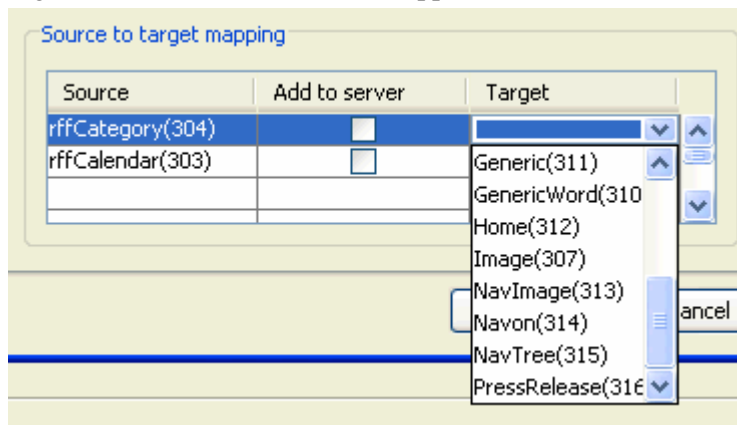 Source to target mapping
Source Add to server Target
rffCategory(304)
rffCalendar(303)
Generic(311)
GenericWord(310
Home(312)
Image(307)
NavImage(313)
Navon(314)
NavTree(315)
PressRelease(316
ancel